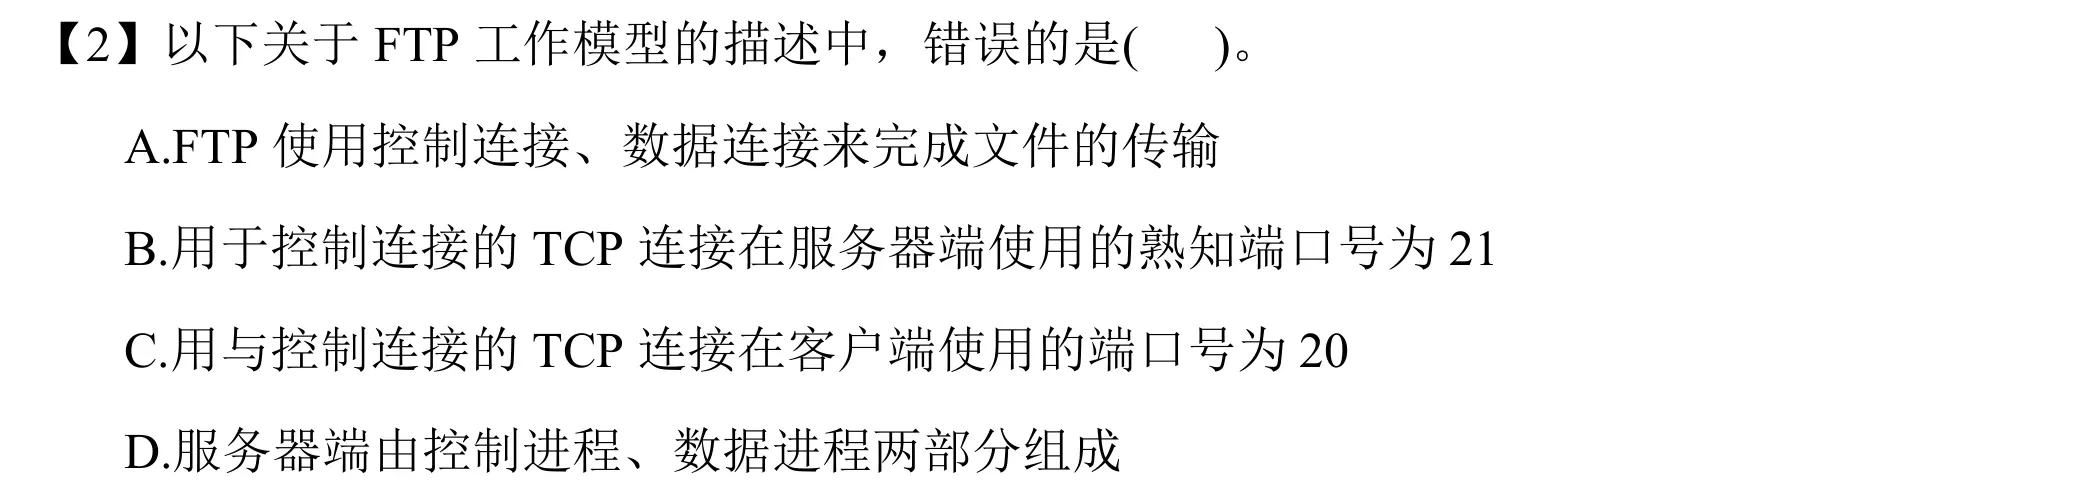 【2】以下关于 FTP 工作模型的描述中，错误的是( )。
A.FTP 使用控制连接、数据连接来完成文件的传输
B.用于控制连接的 TCP 连接在服务器端使用的熟知端口号为 21
C.用与控制连接的 TCP 连接在客户端使用的端口号为 20
D.服务器端由控制进程、数据进程两部分组成